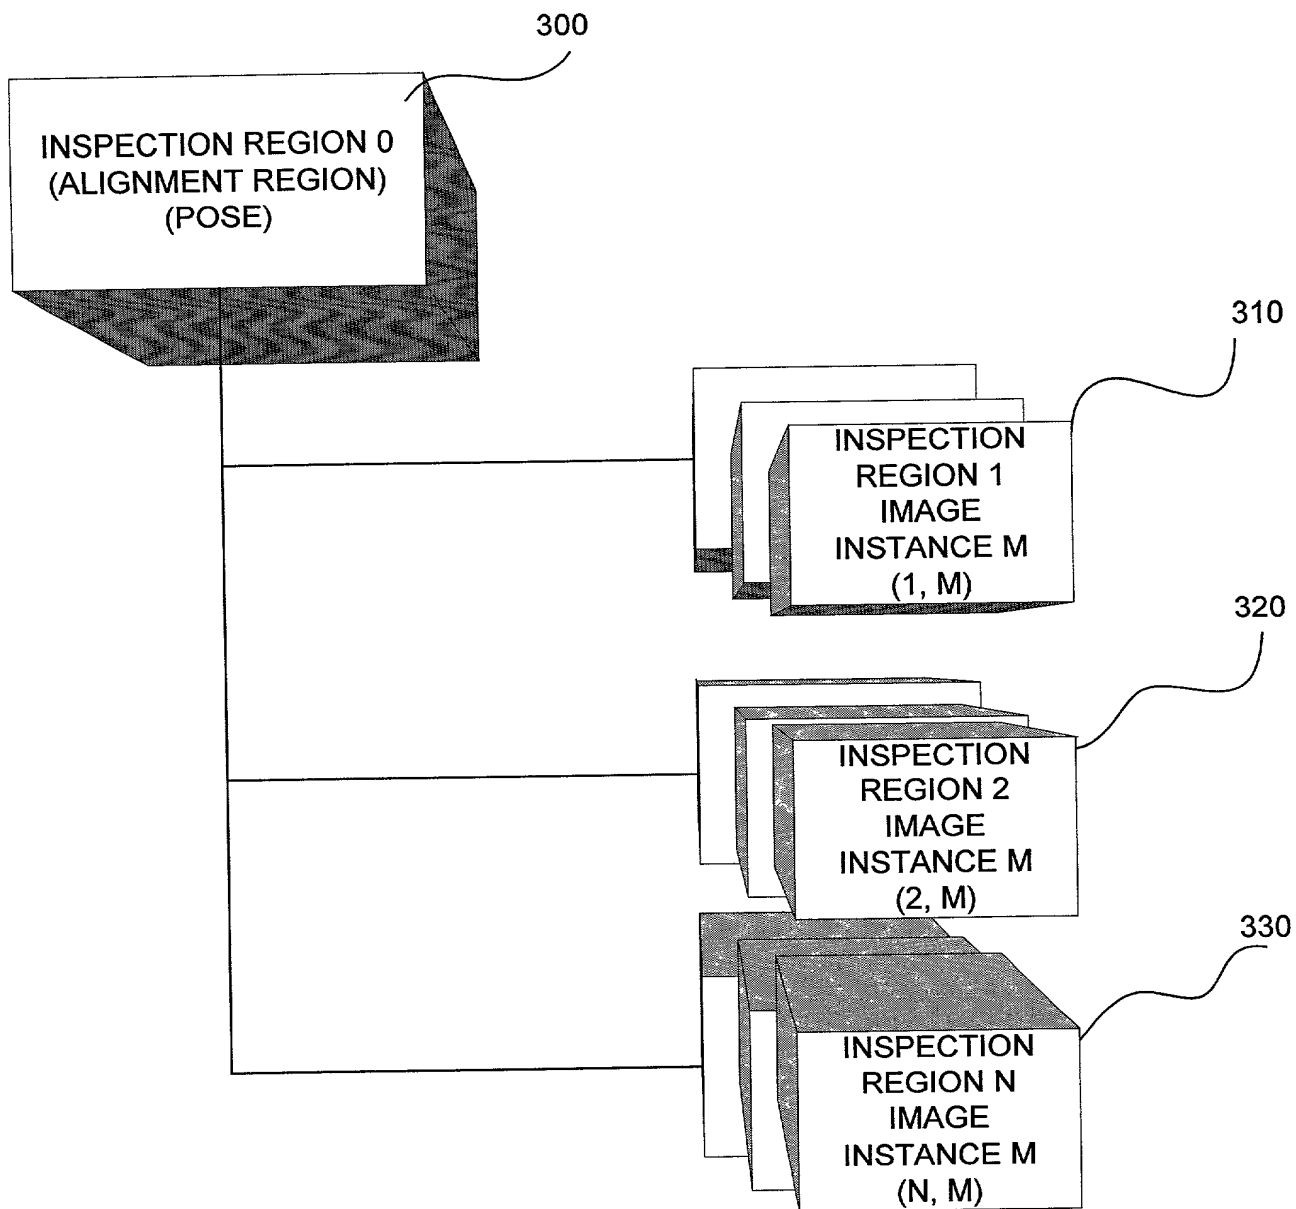 300
INSPECTION REGION 0
(ALIGNMENT REGION)
(POSE)
310
INSPECTION
REGION 1
IMAGE
INSTANCE M
(1, M)
320
INSPECTION
REGION 2
IMAGE
INSTANCE M
(2, M)
330
INSPECTION
REGION N
IMAGE
INSTANCE M
(N, M)